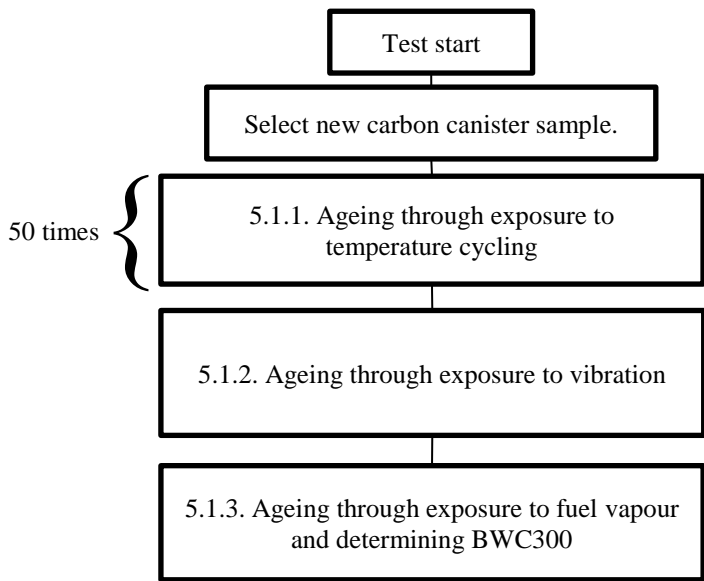 Test start
Select new carbon canister sample.
50 times
5.1.1. Ageing through exposure to
temperature cycling
5.1.2. Ageing through exposure to vibration
5.1.3. Ageing through exposure to fuel vapour
and determining BWC300